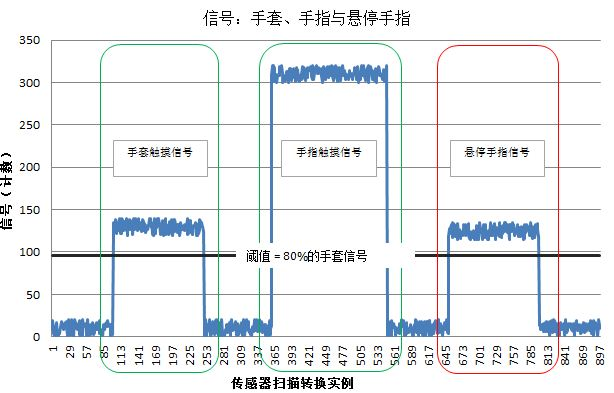 信号：手套、手指与悬停手指
350
300
250
200
150
100
50
0
信号（计数）
手套触摸信号
手指触摸信号
悬停手指信号
阈值 = 80%的手套信号
1 29 57 85 113 141 169 197 225 253 281 309 337 365 393 421 449 477 505 533 561 589 617 645 673 701 729 757 785 813 841 869 897
传感器扫描转换实例